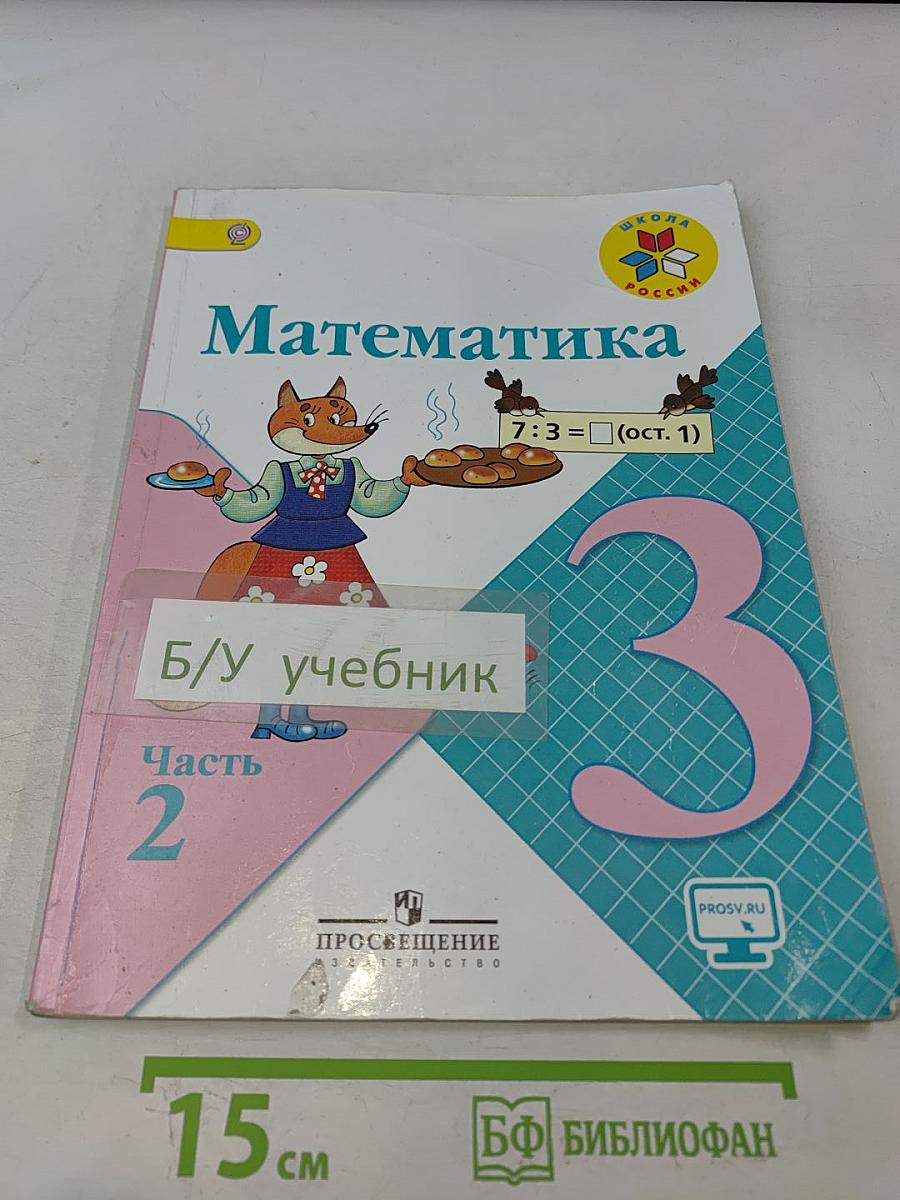 ШКОЛА
РОССИИ
Математика
7 : 3 = (ост. 1)
3
Б/У учебник
Часть
2
PROSV.RU
ПРОСВЕЩЕНИЕ
ИЗДАТЕЛЬСТВО
15 см
БФ БИБЛИОФАН